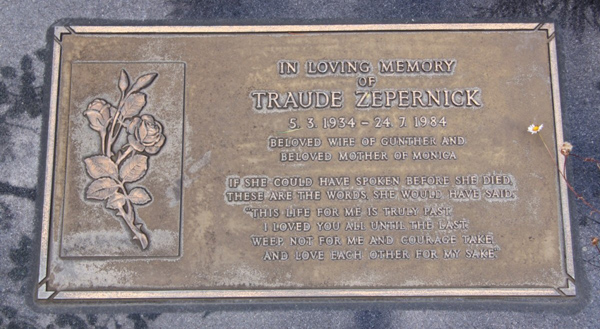 IN LOVING MEMORY
OF
TRAUDE ZEPERNICK
5. 3. 1934 - 24. 7. 1984
BELOVED WIFE OF GUNTHER AND
BELOVED MOTHER OF MONICA
IF SHE COULD HAVE SPOKEN BEFORE SHE DIED,
THESE ARE THE WORDS SHE WOULD HAVE SAID.
"THIS LIFE FOR ME IS TRULY PAST,
I LOVED YOU ALL UNTIL THE LAST.
WEEP NOT FOR ME AND COURAGE TAKE,
AND LOVE EACH OTHER FOR MY SAKE"